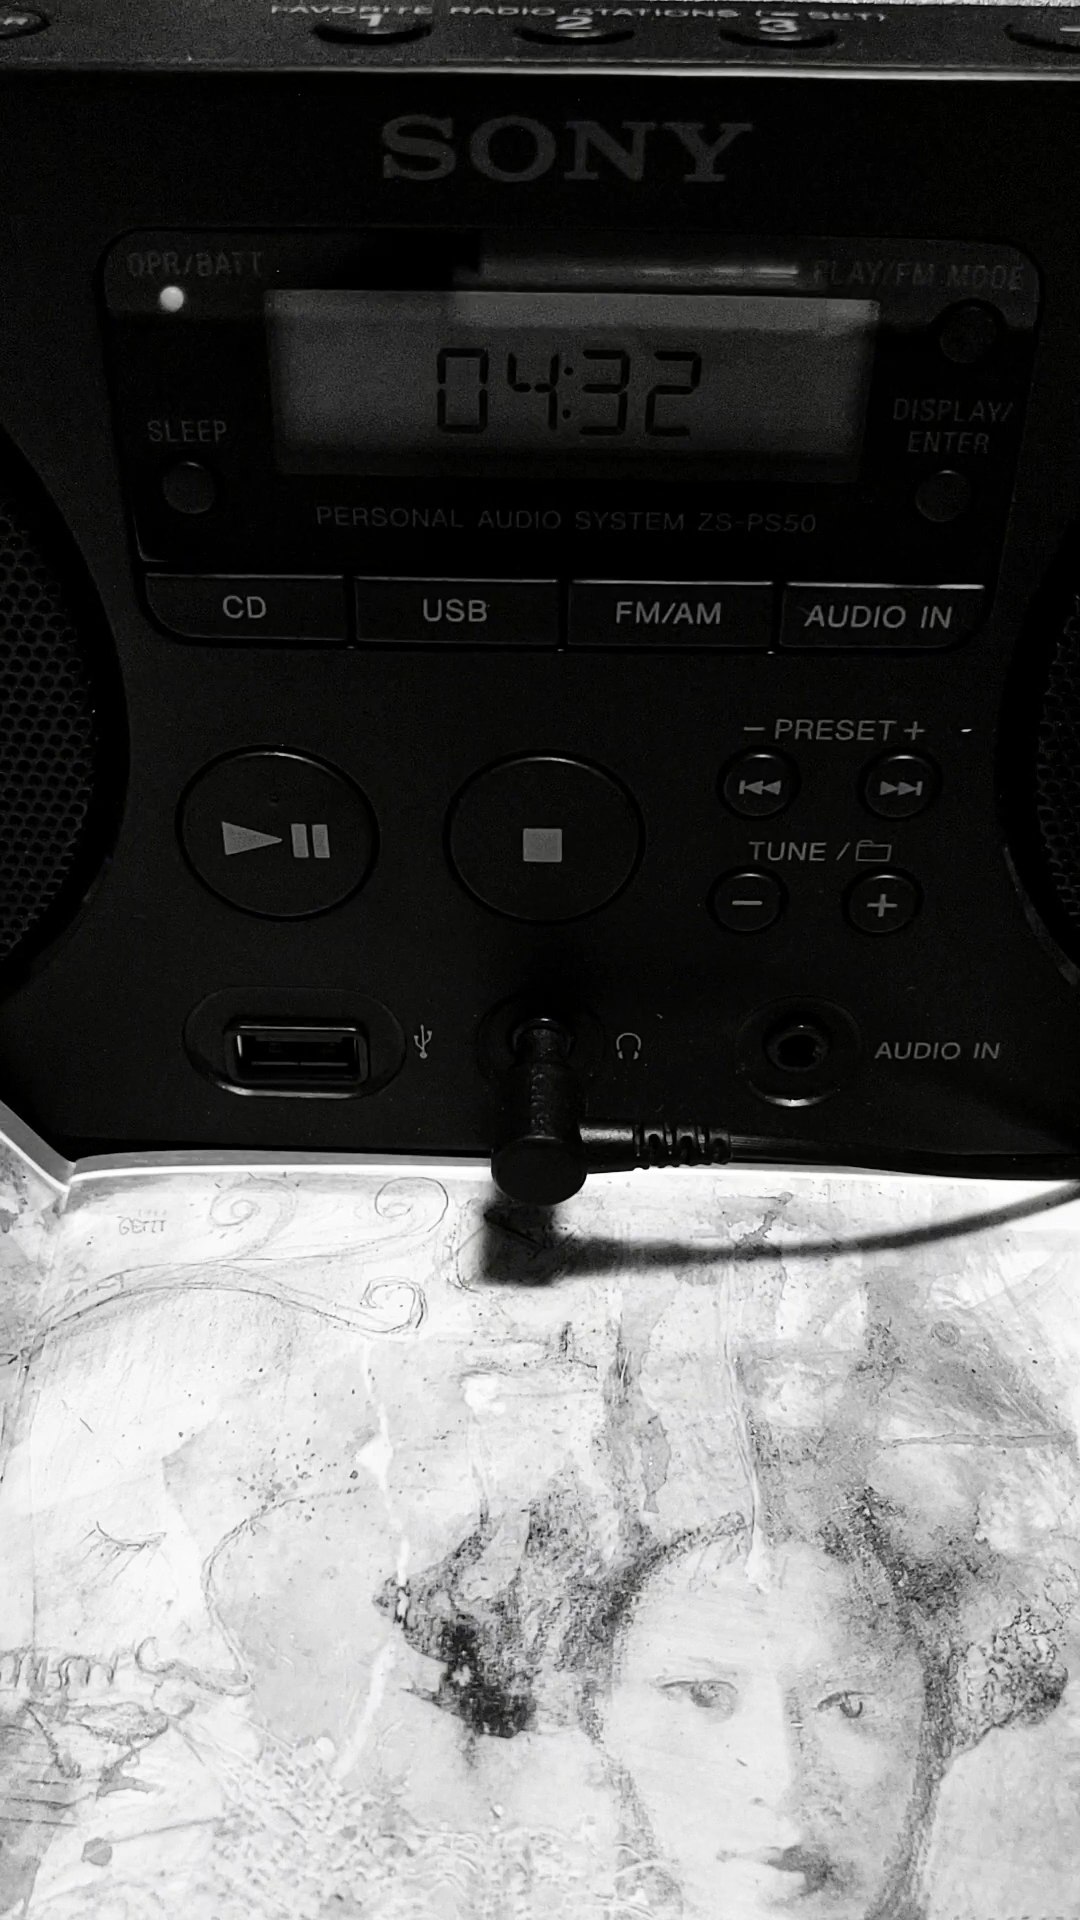 FAVORITE RADIO STATIONS
1 2 3
SONY
OPR/BATT
PLAY/FM MODE
04:32
SLEEP
DISPLAY/
ENTER
PERSONAL AUDIO SYSTEM ZS-PS50
CD USB FM/AM AUDIO IN
– PRESET +
TUNE /
– +
AUDIO IN